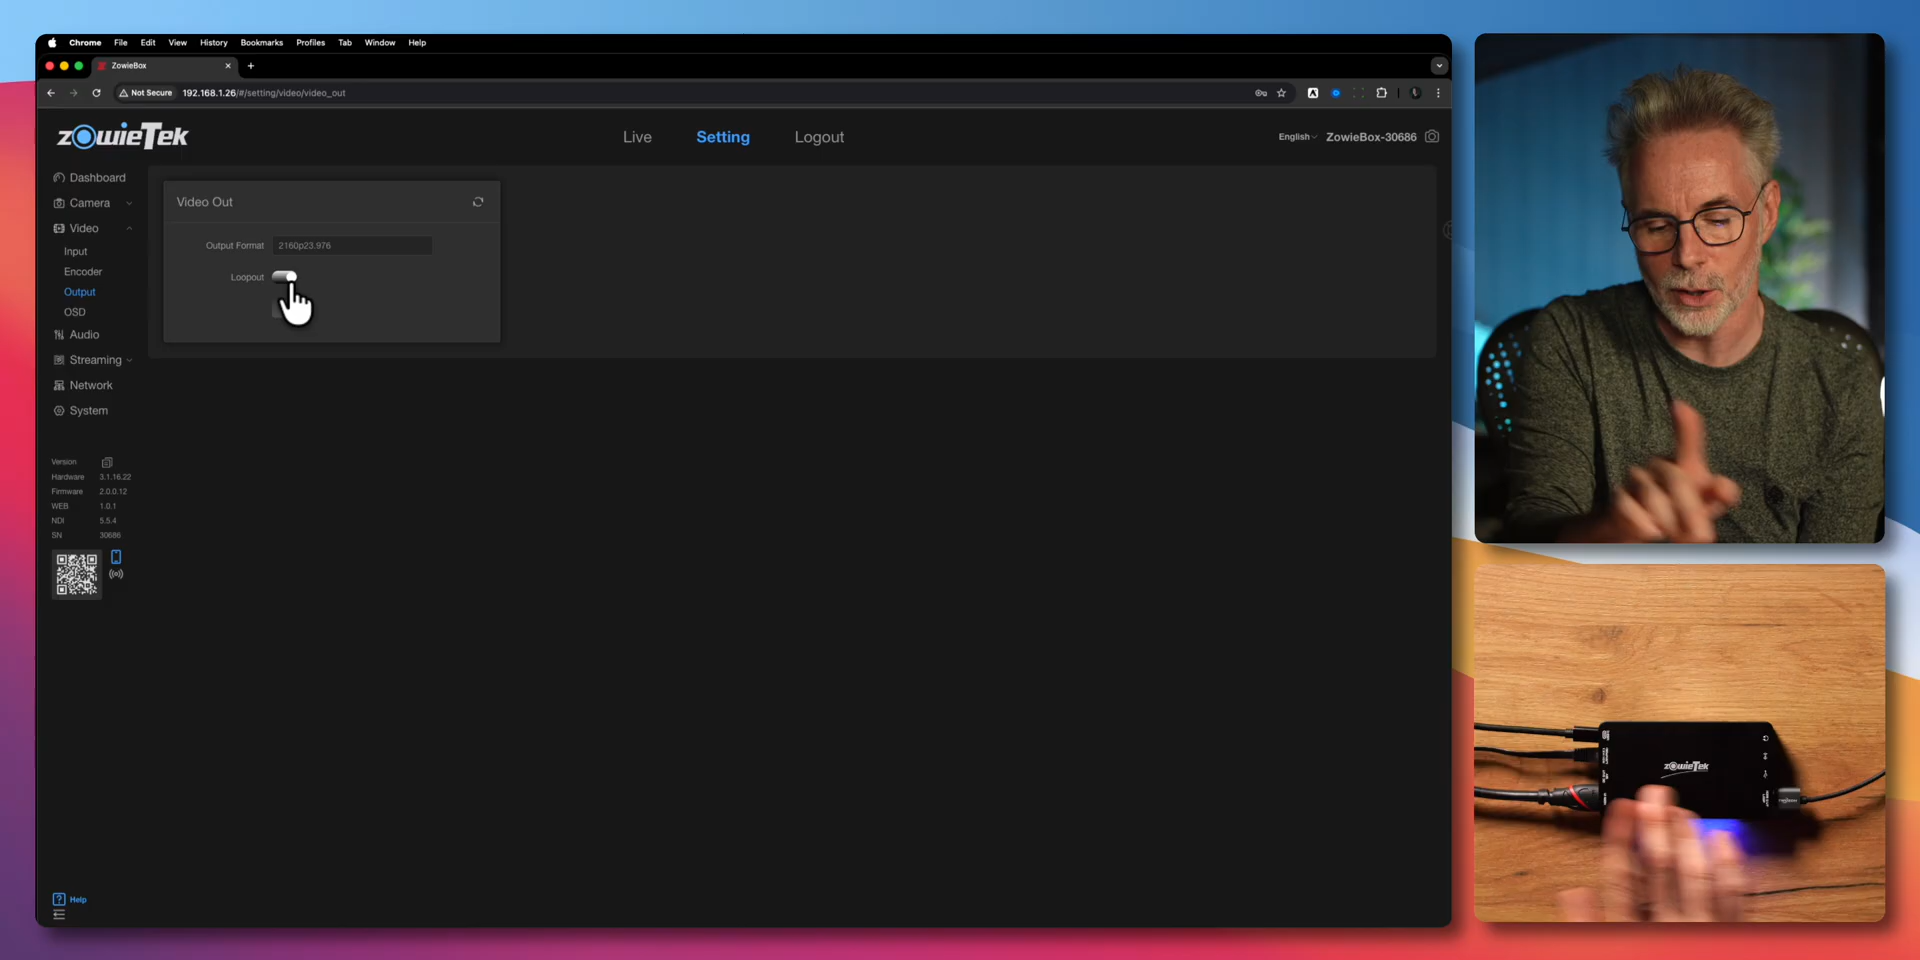 Chrome File Edit View History Bookmarks Profiles Tab Window Help
ZowieBox
Not Secure 192.168.1.26/#/setting/video/video_out
zowieTek
Live Setting Logout
English ZowieBox-30686
Dashboard
Camera
Video
Input
Encoder
Output
OSD
Audio
Streaming
Network
System
Video Out
Output Format 2160p23.976
Loopout
Version
Hardware 3.1.16.22
Firmware 2.0.0.12
WEB 1.0.1
NDI 5.5.4
SN 30686
Help
zowieTek